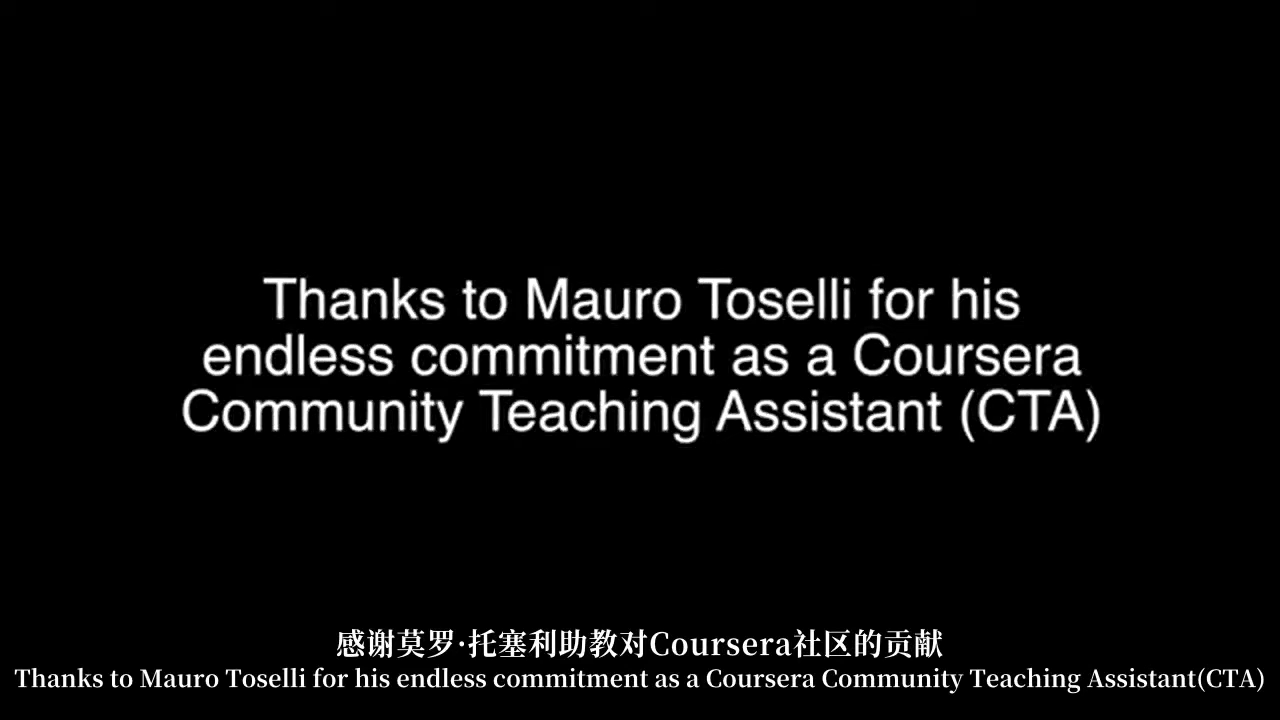 Thanks to Mauro Toselli for his
endless commitment as a Coursera
Community Teaching Assistant (CTA)
感谢莫罗·托塞利助教对Coursera社区的贡献
Thanks to Mauro Toselli for his endless commitment as a Coursera Community Teaching Assistant(CTA)